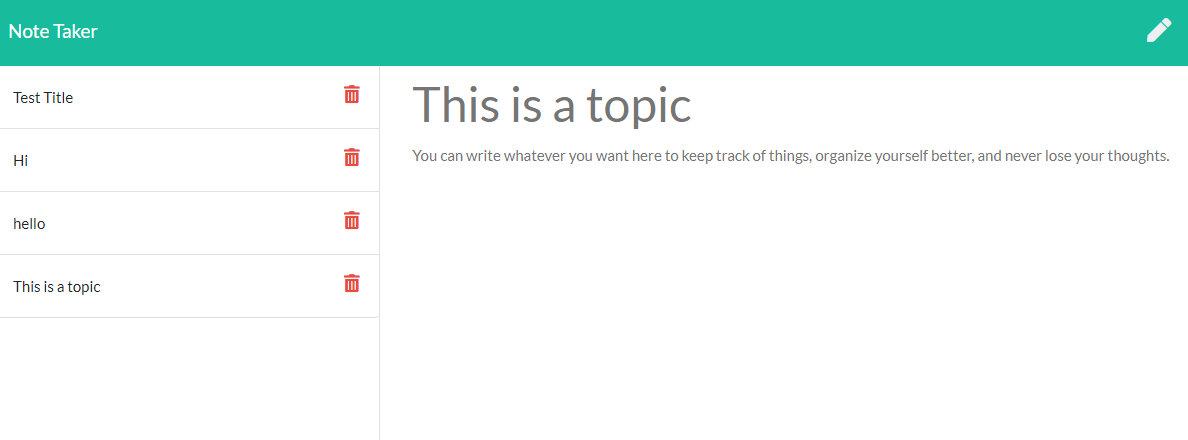 Note Taker
Test Title
Hi
hello
This is a topic
This is a topic
You can write whatever you want here to keep track of things, organize yourself better, and never lose your thoughts.